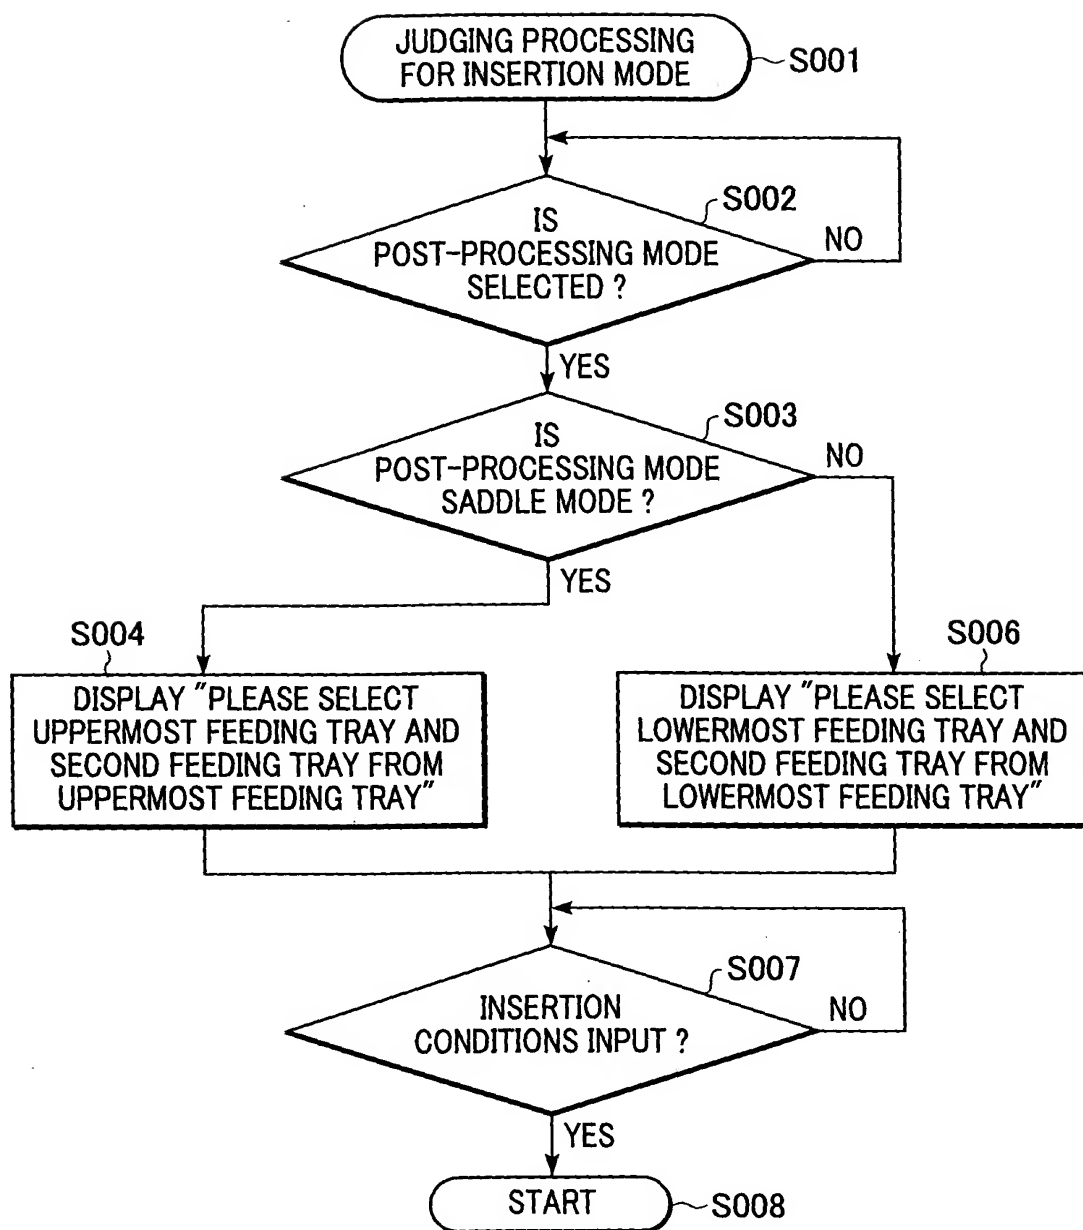 JUDGING PROCESSING
FOR INSERTION MODE
S001
S002
IS
POST-PROCESSING MODE
SELECTED ?
NO
YES
S003
IS
POST-PROCESSING MODE
SADDLE MODE ?
NO
YES
S004
DISPLAY "PLEASE SELECT
UPPERMOST FEEDING TRAY AND
SECOND FEEDING TRAY FROM
UPPERMOST FEEDING TRAY"
S006
DISPLAY "PLEASE SELECT
LOWERMOST FEEDING TRAY AND
SECOND FEEDING TRAY FROM
LOWERMOST FEEDING TRAY"
S007
INSERTION
CONDITIONS INPUT ?
NO
YES
START
S008